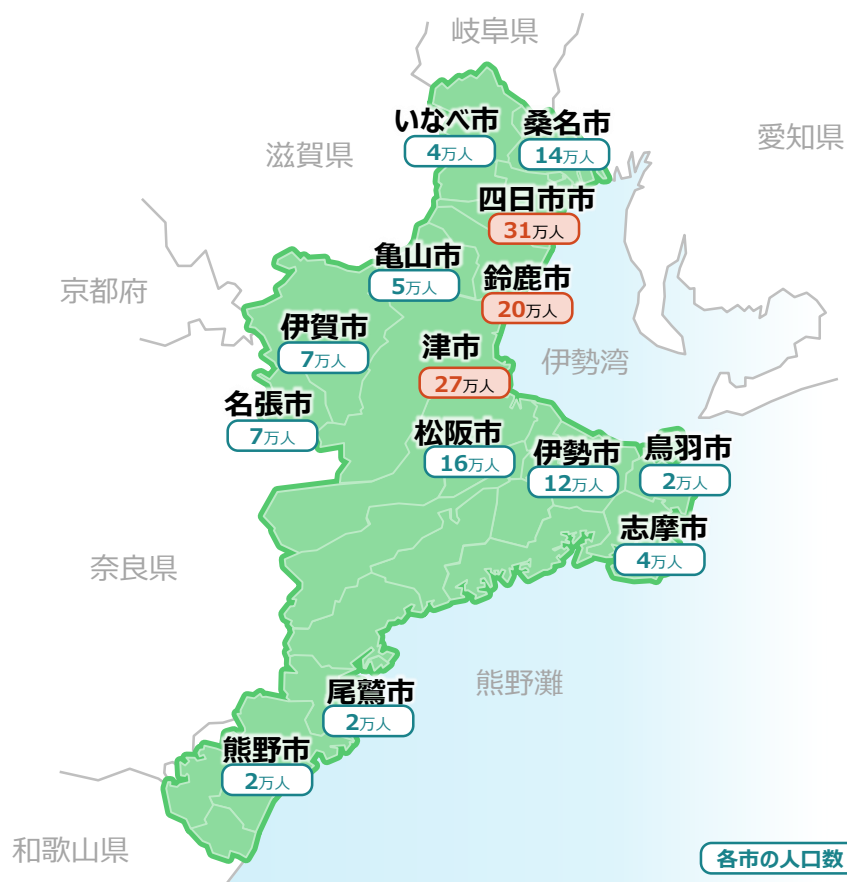 岐阜県
いなべ市
4万人
桑名市
14万人
愛知県
滋賀県
四日市市
31万人
亀山市
5万人
鈴鹿市
20万人
京都府
伊賀市
7万人
津市
27万人
伊勢湾
名張市
7万人
松阪市
16万人
伊勢市
12万人
鳥羽市
2万人
志摩市
4万人
奈良県
熊野灘
尾鷲市
2万人
熊野市
2万人
和歌山県
各市の人口数